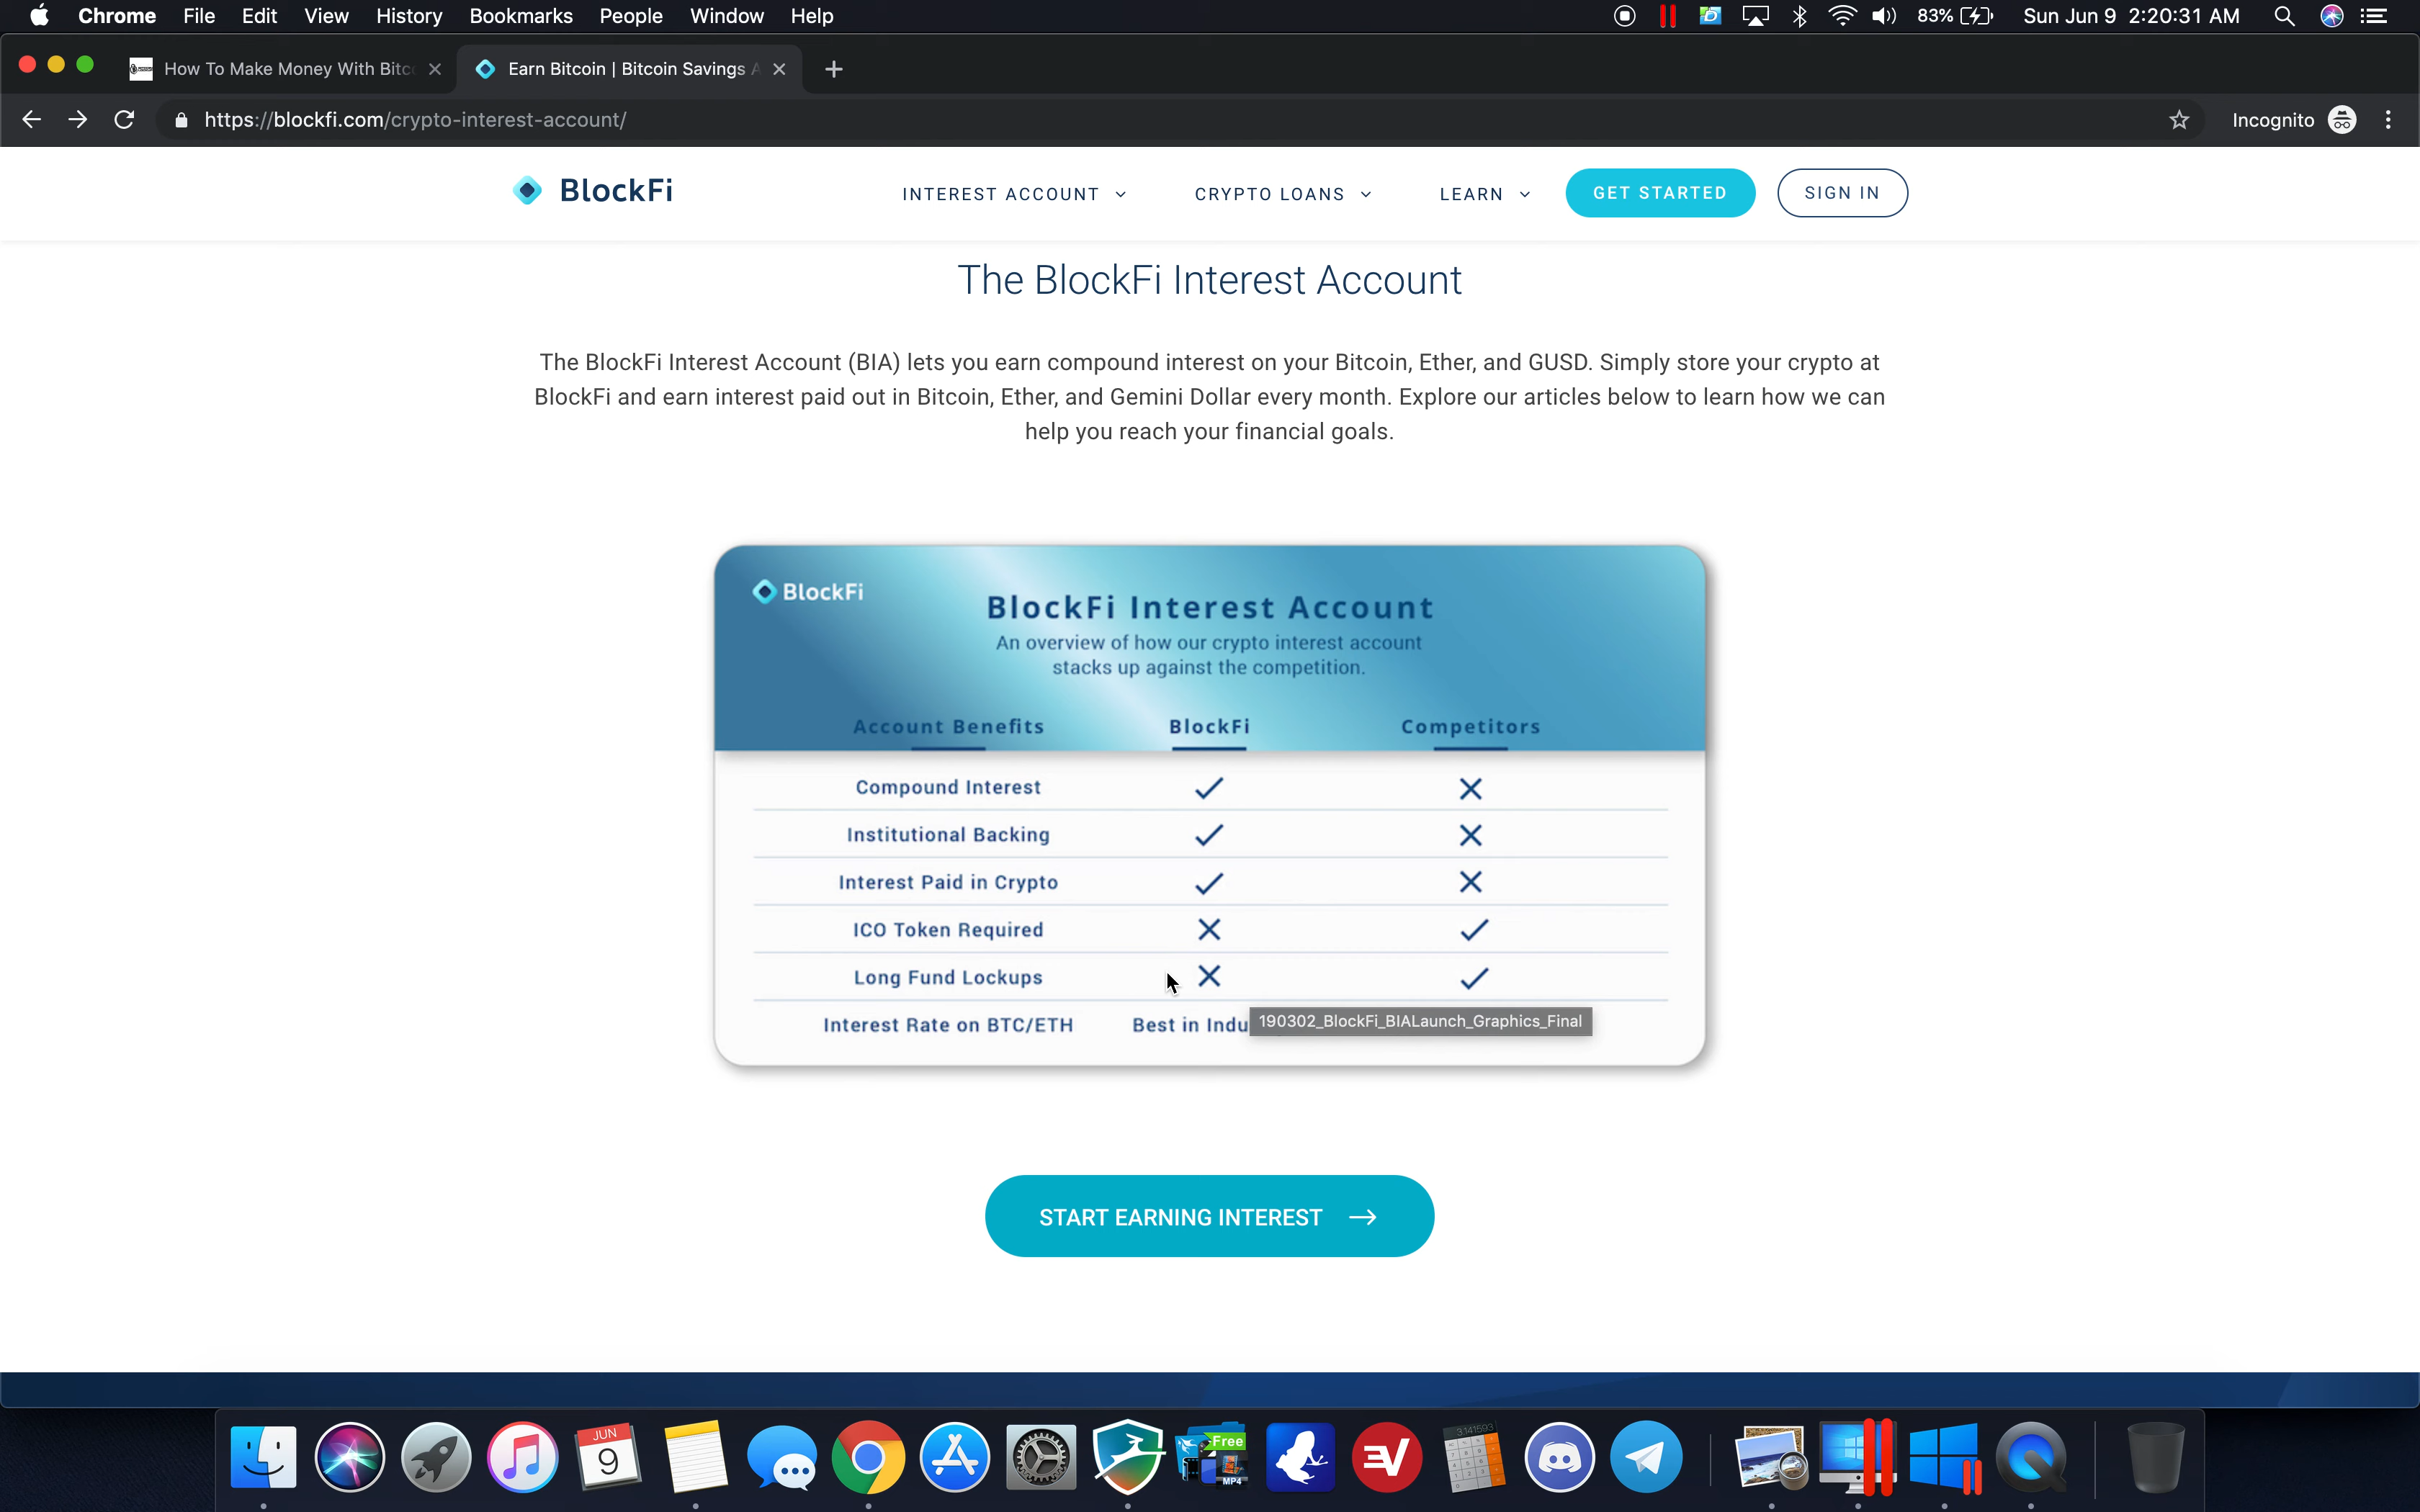 Chrome File Edit View History Bookmarks People Window Help 83% Sun Jun 9 2:20:31 AM
How To Make Money With Bitc Earn Bitcoin | Bitcoin Savings A
https://blockfi.com/crypto-interest-account/ Incognito
BlockFi INTEREST ACCOUNT CRYPTO LOANS LEARN GET STARTED SIGN IN
The BlockFi Interest Account
The BlockFi Interest Account (BIA) lets you earn compound interest on your Bitcoin, Ether, and GUSD. Simply store your crypto at
BlockFi and earn interest paid out in Bitcoin, Ether, and Gemini Dollar every month. Explore our articles below to learn how we can
help you reach your financial goals.
BlockFi
BlockFi Interest Account
An overview of how our crypto interest account
stacks up against the competition.
Account Benefits BlockFi Competitors
Compound Interest
Institutional Backing
Interest Paid in Crypto
ICO Token Required
Long Fund Lockups
Interest Rate on BTC/ETH Best in Indu 190302_BlockFi_BIALaunch_Graphics_Final
START EARNING INTEREST
JUN
9
Free
MP4
3.141593